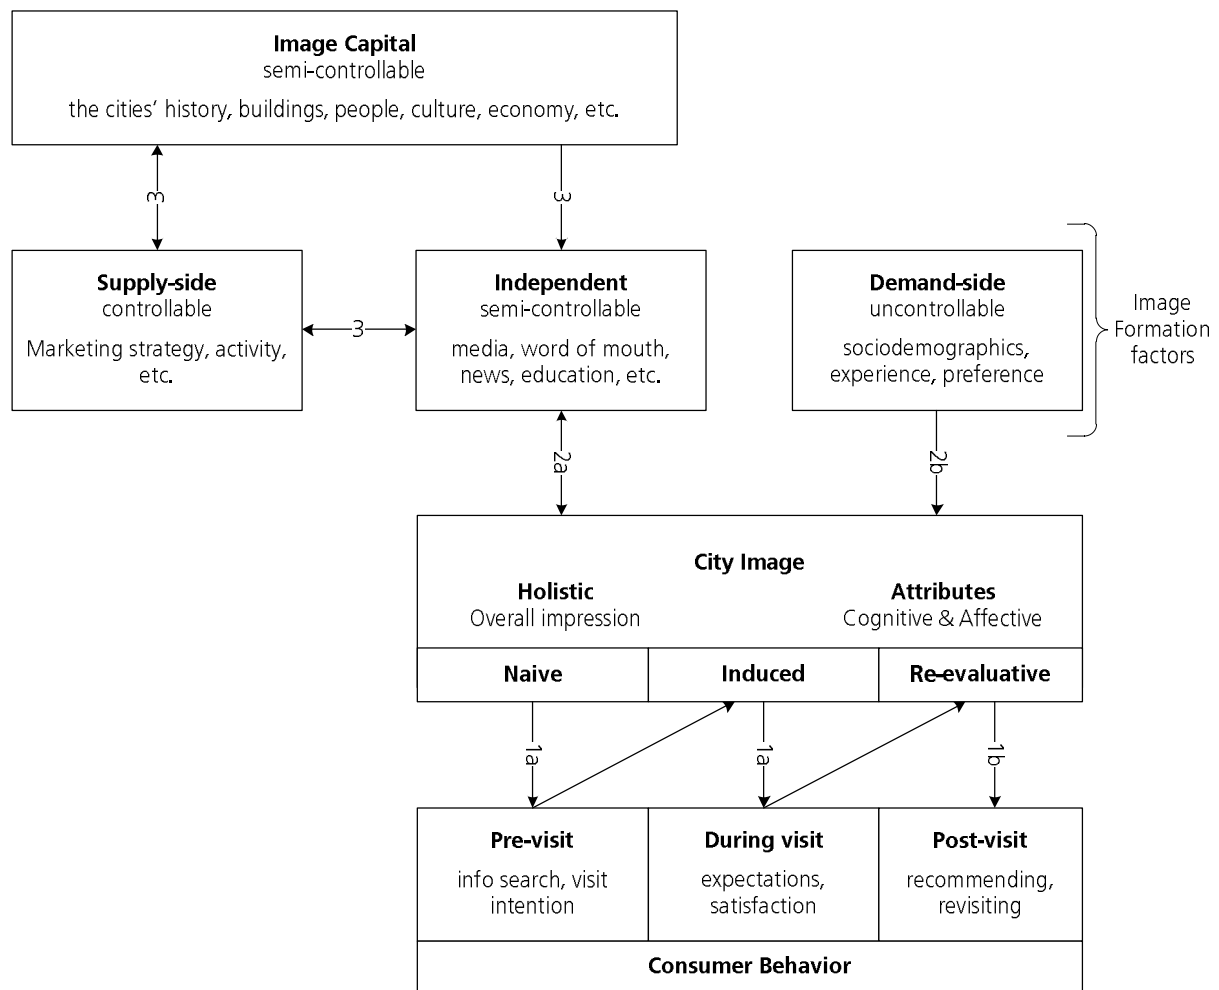 Image Capital
semi-controllable
the cities’ history, buildings, people, culture, economy, etc.
3
3
Supply-side
controllable
Marketing strategy, activity,
etc.
3
Independent
semi-controllable
media, word of mouth,
news, education, etc.
Demand-side
uncontrollable
sociodemographics,
experience, preference
Image
Formation
factors
2a
2b
City Image
Holistic
Overall impression
Attributes
Cognitive & Affective
Naive
Induced
Re-evaluative
1a
1a
1b
Pre-visit
info search, visit
intention
During visit
expectations,
satisfaction
Post-visit
recommending,
revisiting
Consumer Behavior